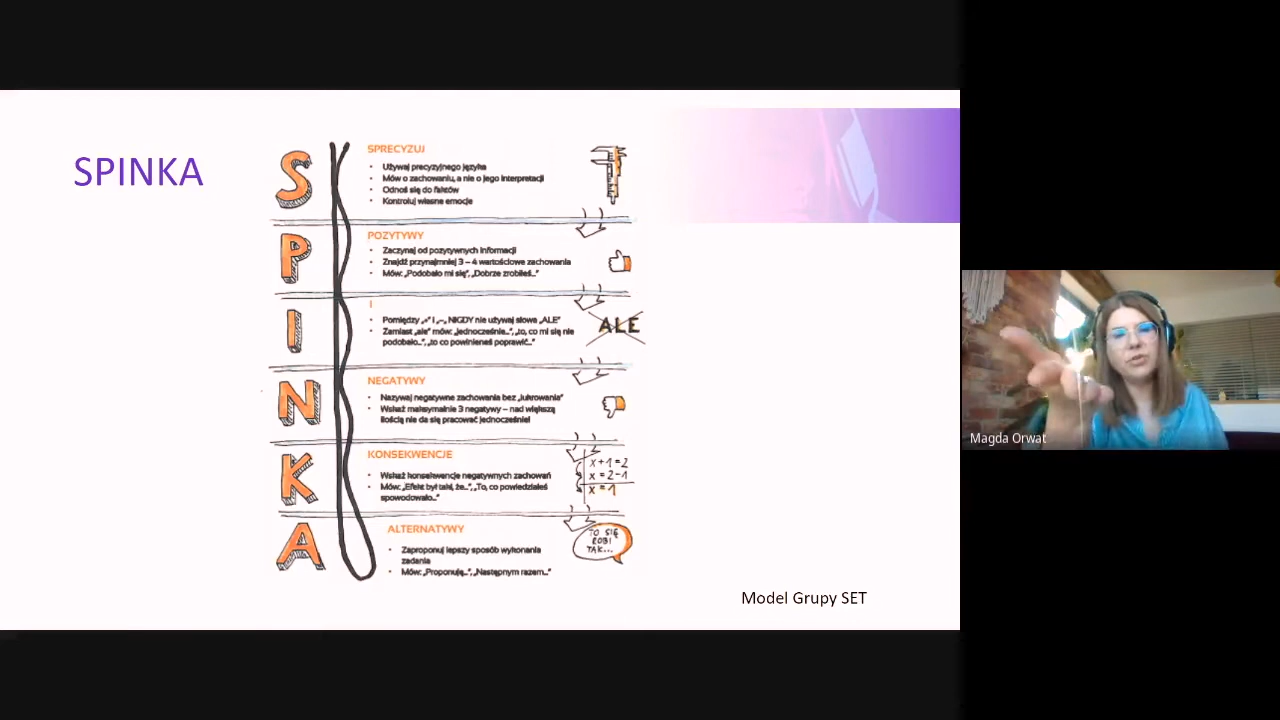 SPINKA
S
SPRECYZUJ
• Używaj precyzyjnego języka
• Mów o zachowaniu, a nie o jego interpretacji
• Odnoś się do faktów
• Kontroluj własne emocje
P
POZYTYWY
• Zaczynaj od pozytywnych informacji
• Znajdź przynajmniej 3 – 4 wartościowe zachowania
• Mów: „Podobało mi się”, „Dobrze zrobiłeś...”
I
I
• Pomiędzy „+” i „–„ NIGDY nie używaj słowa „ALE”
• Zamiast „ale” mów: „jednocześnie...”, „to, co mi się nie
podobało...”, „to co powinieneś poprawić...”
ALE
N
NEGATYWY
• Nazywaj negatywne zachowania bez „lukrowania”
• Wskaż maksymalnie 3 negatywy – nad większą
ilością nie da się pracować jednocześnie!
K
KONSEKWENCJE
• Wskaż konsekwencje negatywnych zachowań
• Mów: „Efekt był taki, że...”, „To, co powiedziałeś
spowodowało...”
x+1=2
x=2-1
x=1
A
ALTERNATYWY
• Zaproponuj lepszy sposób wykonania
zadania
• Mów: „Proponuję...”, „Następnym razem...”
TO SIĘ
ROBI
TAK...
Model Grupy SET
Magda Orwat